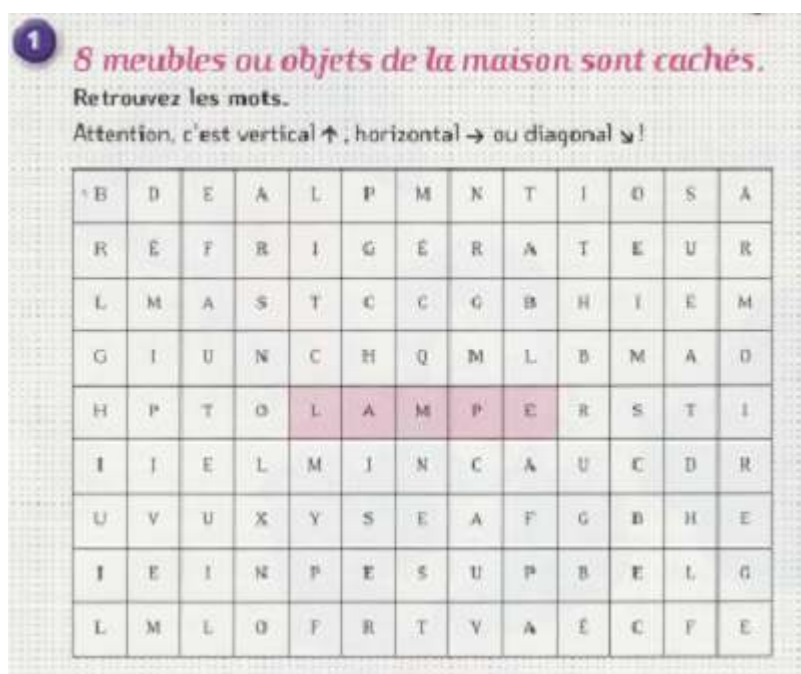 1
8 meubles ou objets de la maison sont cachés.
Retrouvez les mots.
Attention, c'est vertical ↑, horizontal → ou diagonal ↘ !
B D E A L P M N T I O S A
R É F R I G É R A T E U R
L M A S T C C G B H I E M
G I U N C H Q M L B M A O
H P T O L A M P E R S T I
I J E L M I N C A U C D R
U V U X Y S E A F G B H E
I E I N P E S U P B E L G
L M L O F R T V A É C F E